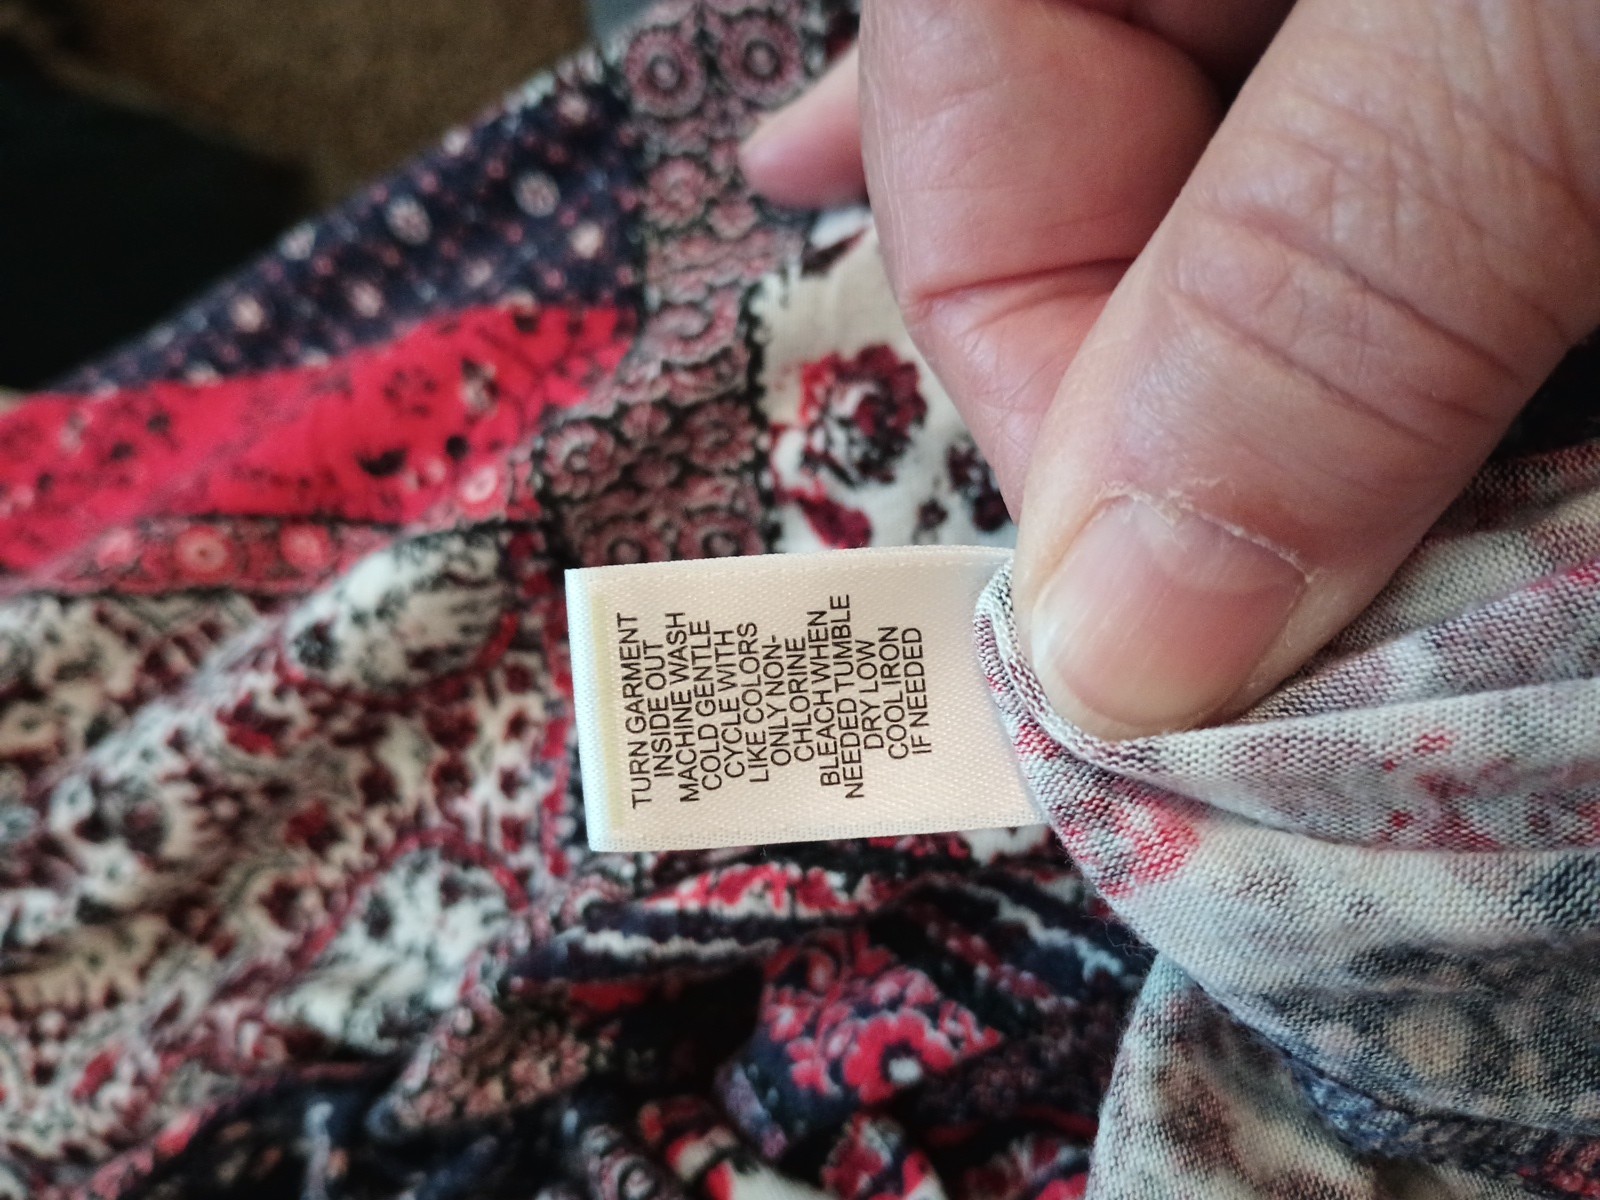 TURN GARMENT
INSIDE OUT
MACHINE WASH
COLD GENTLE
CYCLE WITH
LIKE COLORS
ONLY NON-
CHLORINE
BLEACH WHEN
NEEDED TUMBLE
DRY LOW
COOL IRON
IF NEEDED